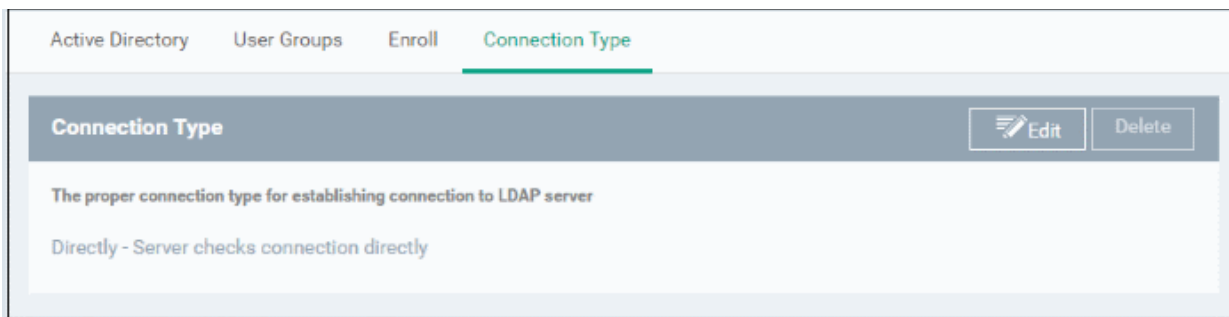 Active Directory User Groups Enroll Connection Type
Connection Type Edit Delete
The proper connection type for establishing connection to LDAP server
Directly - Server checks connection directly